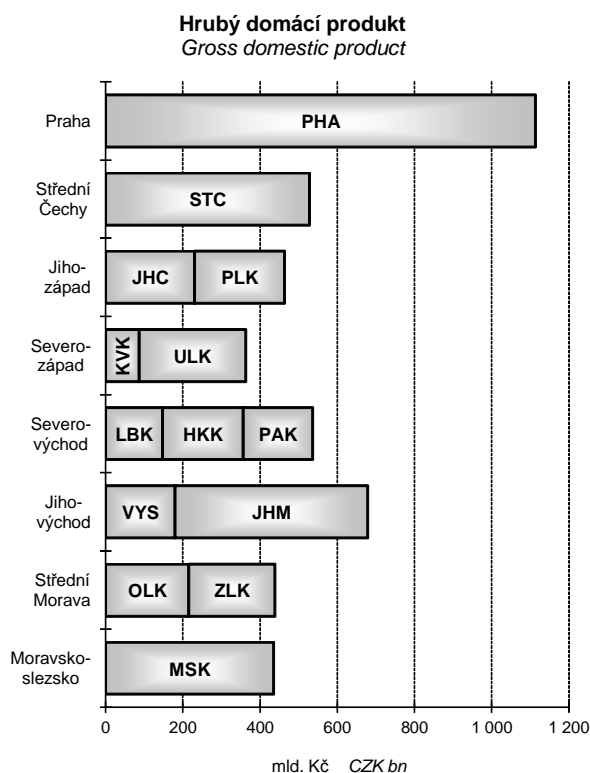 Hrubý domácí produkt
Gross domestic product
Praha
PHA
Střední
Čechy
STC
Jiho-
západ
JHC PLK
Severo-
západ
KVK ULK
Severo-
východ
LBK HKK PAK
Jiho-
východ
VYS JHM
Střední
Morava
OLK ZLK
Moravsko-
slezsko
MSK
0 200 400 600 800 1 000 1 200
mld. Kč CZK bn